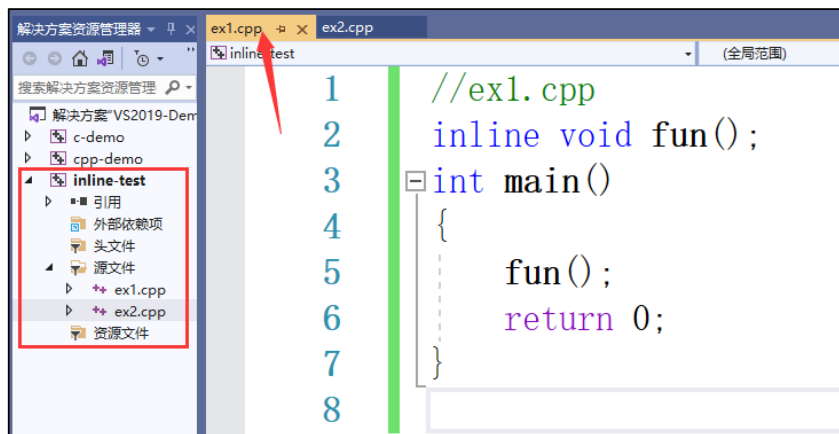 解决方案资源管理器
ex1.cpp
ex2.cpp
inline-test
(全局范围)
搜索解决方案资源管理
解决方案"VS2019-Dem
c-demo
cpp-demo
inline-test
引用
外部依赖项
头文件
源文件
ex1.cpp
ex2.cpp
资源文件
1 //ex1.cpp
2 inline void fun();
3 int main()
4 {
5 fun();
6 return 0;
7 }
8